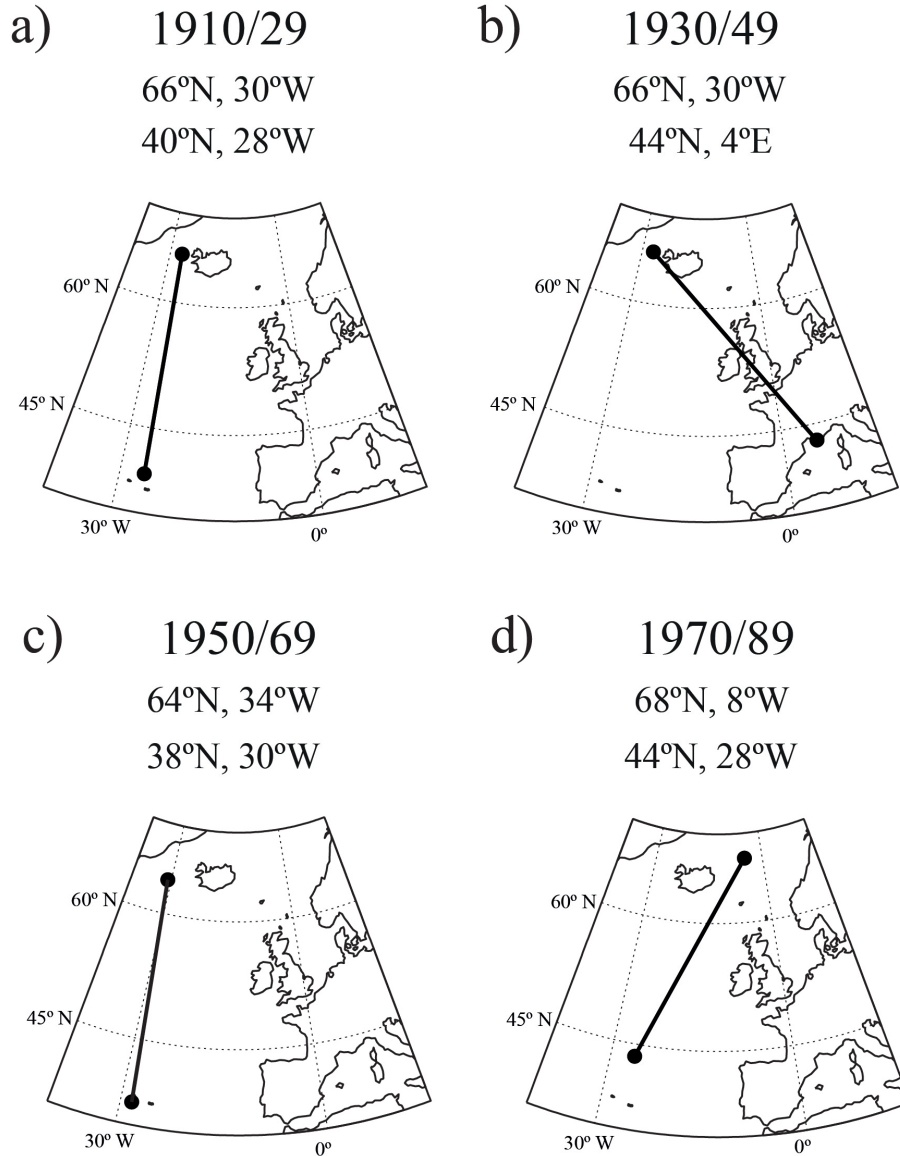 a) 1910/29
66ºN, 30ºW
40ºN, 28ºW
60º N
45º N
30º W
0º
b) 1930/49
66ºN, 30ºW
44ºN, 4ºE
60º N
45º N
30º W
0º
c) 1950/69
64ºN, 34ºW
38ºN, 30ºW
60º N
45º N
30º W
0º
d) 1970/89
68ºN, 8ºW
44ºN, 28ºW
60º N
45º N
30º W
0º